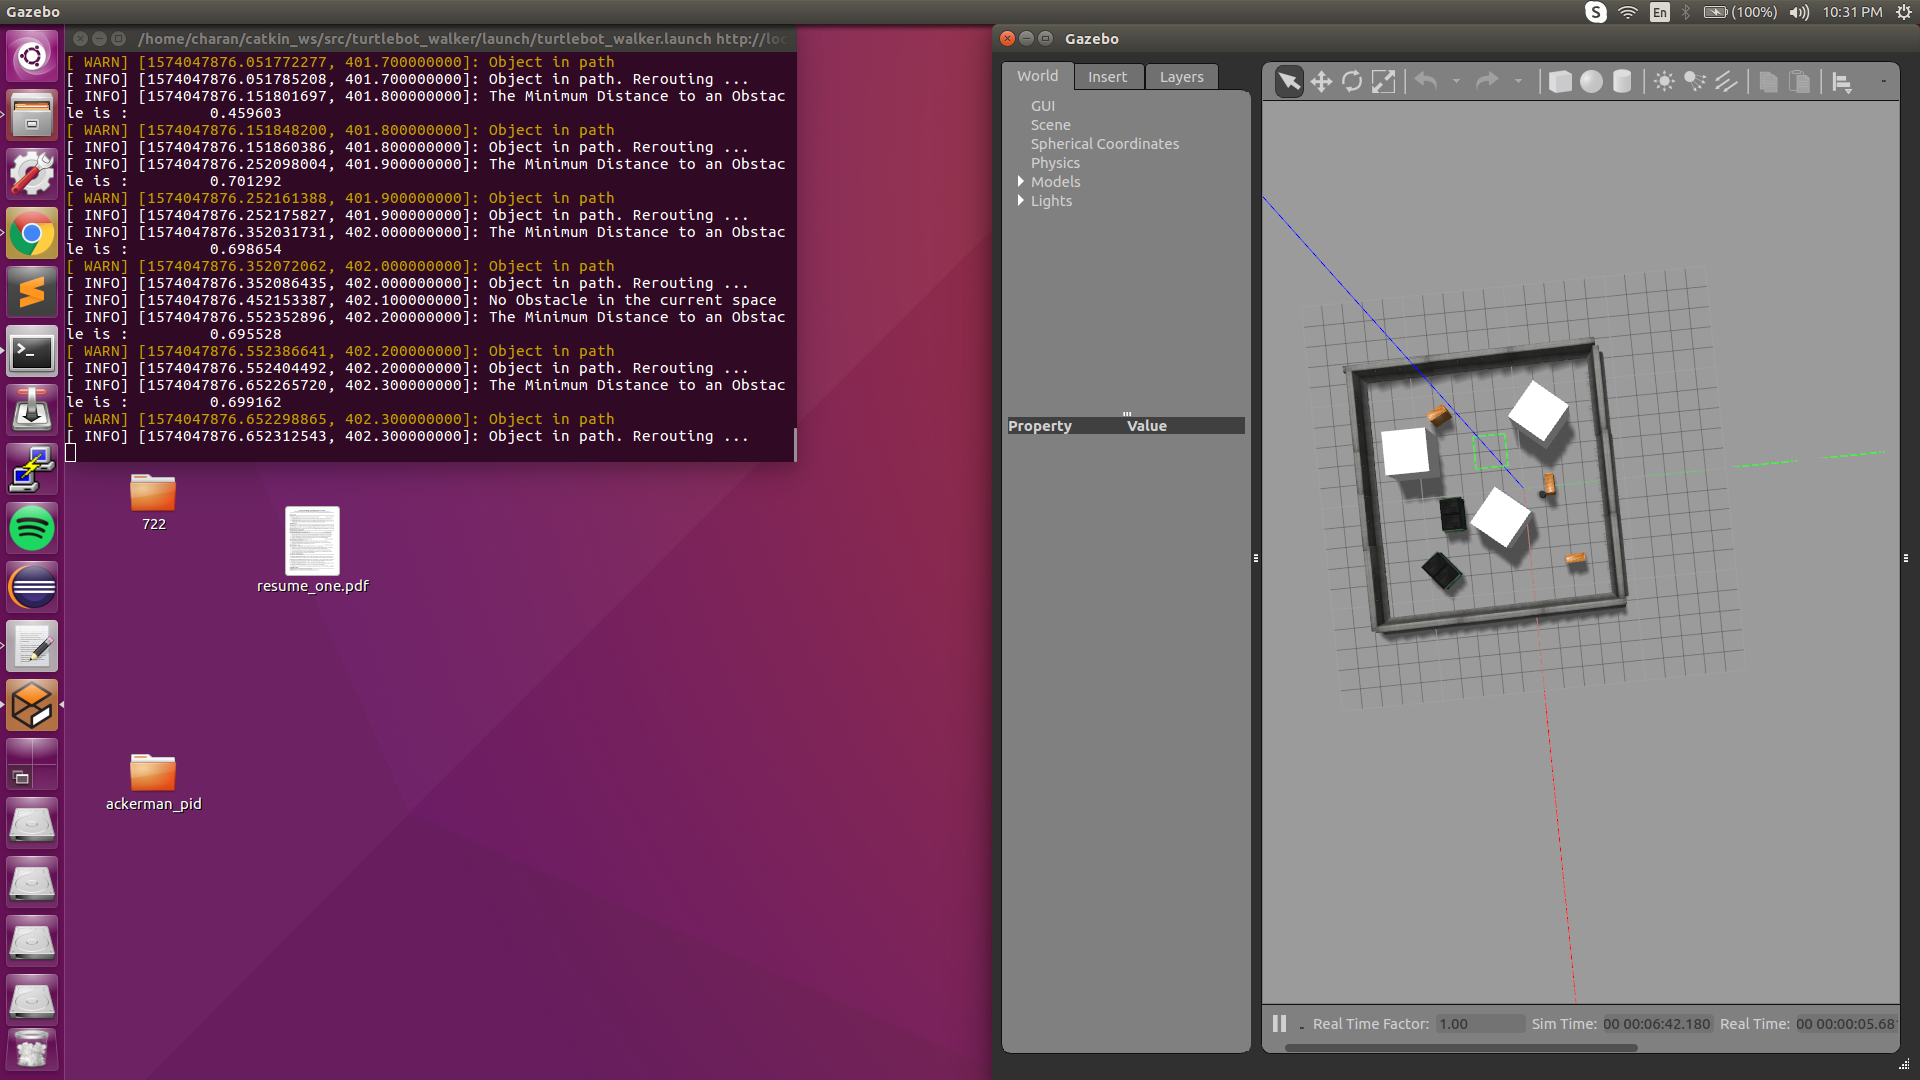 Gazebo
En
(100%)
10:31 PM
/home/charan/catkin_ws/src/turtlebot_walker/launch/turtlebot_walker.launch http://loc
[ WARN] [1574047876.051772277, 401.700000000]: Object in path
[ INFO] [1574047876.051785208, 401.700000000]: Object in path. Rerouting ...
[ INFO] [1574047876.151801697, 401.800000000]: The Minimum Distance to an Obstac
le is : 0.459603
[ WARN] [1574047876.151848200, 401.800000000]: Object in path
[ INFO] [1574047876.151860386, 401.800000000]: Object in path. Rerouting ...
[ INFO] [1574047876.252098004, 401.900000000]: The Minimum Distance to an Obstac
le is : 0.701292
[ WARN] [1574047876.252161388, 401.900000000]: Object in path
[ INFO] [1574047876.252175827, 401.900000000]: Object in path. Rerouting ...
[ INFO] [1574047876.352031731, 402.000000000]: The Minimum Distance to an Obstac
le is : 0.698654
[ WARN] [1574047876.352072062, 402.000000000]: Object in path
[ INFO] [1574047876.352086435, 402.000000000]: Object in path. Rerouting ...
[ INFO] [1574047876.452153387, 402.100000000]: No Obstacle in the current space
[ INFO] [1574047876.552352896, 402.200000000]: The Minimum Distance to an Obstac
le is : 0.695528
[ WARN] [1574047876.552386641, 402.200000000]: Object in path
[ INFO] [1574047876.552404492, 402.200000000]: Object in path. Rerouting ...
[ INFO] [1574047876.652265720, 402.300000000]: The Minimum Distance to an Obstac
le is : 0.699162
[ WARN] [1574047876.652298865, 402.300000000]: Object in path
[ INFO] [1574047876.652312543, 402.300000000]: Object in path. Rerouting ...
722
resume_one.pdf
ackerman_pid
Gazebo
World Insert Layers
GUI
Scene
Spherical Coordinates
Physics
Models
Lights
Property Value
Real Time Factor: 1.00 Sim Time: 00 00:06:42.180 Real Time: 00 00:00:05.68